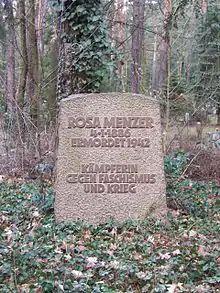 ROSA MENZER
4·1·1886
ERMORDET 1942
KÄMPFERIN
GEGEN FASCHISMUS
UND KRIEG